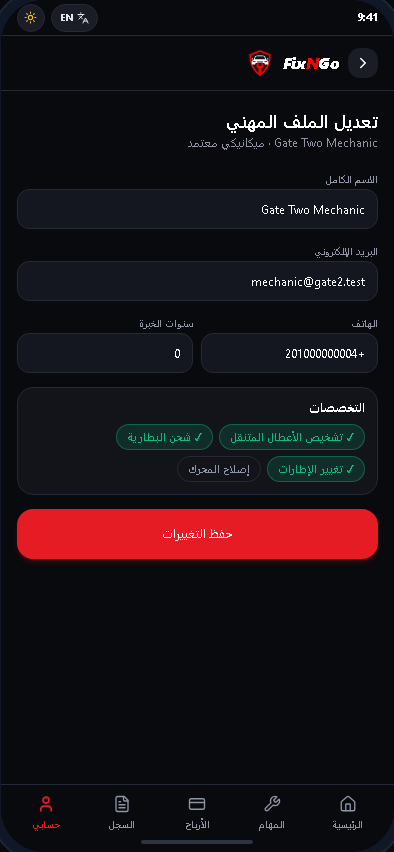 9:41
EN
FixNGo
تعديل الملف المهني
Gate Two Mechanic · ميكانيكي معتمد
الاسم الكامل
Gate Two Mechanic
البريد الإلكتروني
mechanic@gate2.test
الهاتف
سنوات الخبرة
201000000004+
0
التخصصات
✓ تشخيص الأعطال المتنقل
✓ شحن البطارية
✓ تغيير الإطارات
إصلاح المحرك
حفظ التغييرات
الرئيسية
المهام
الأرباح
السجل
حسابي